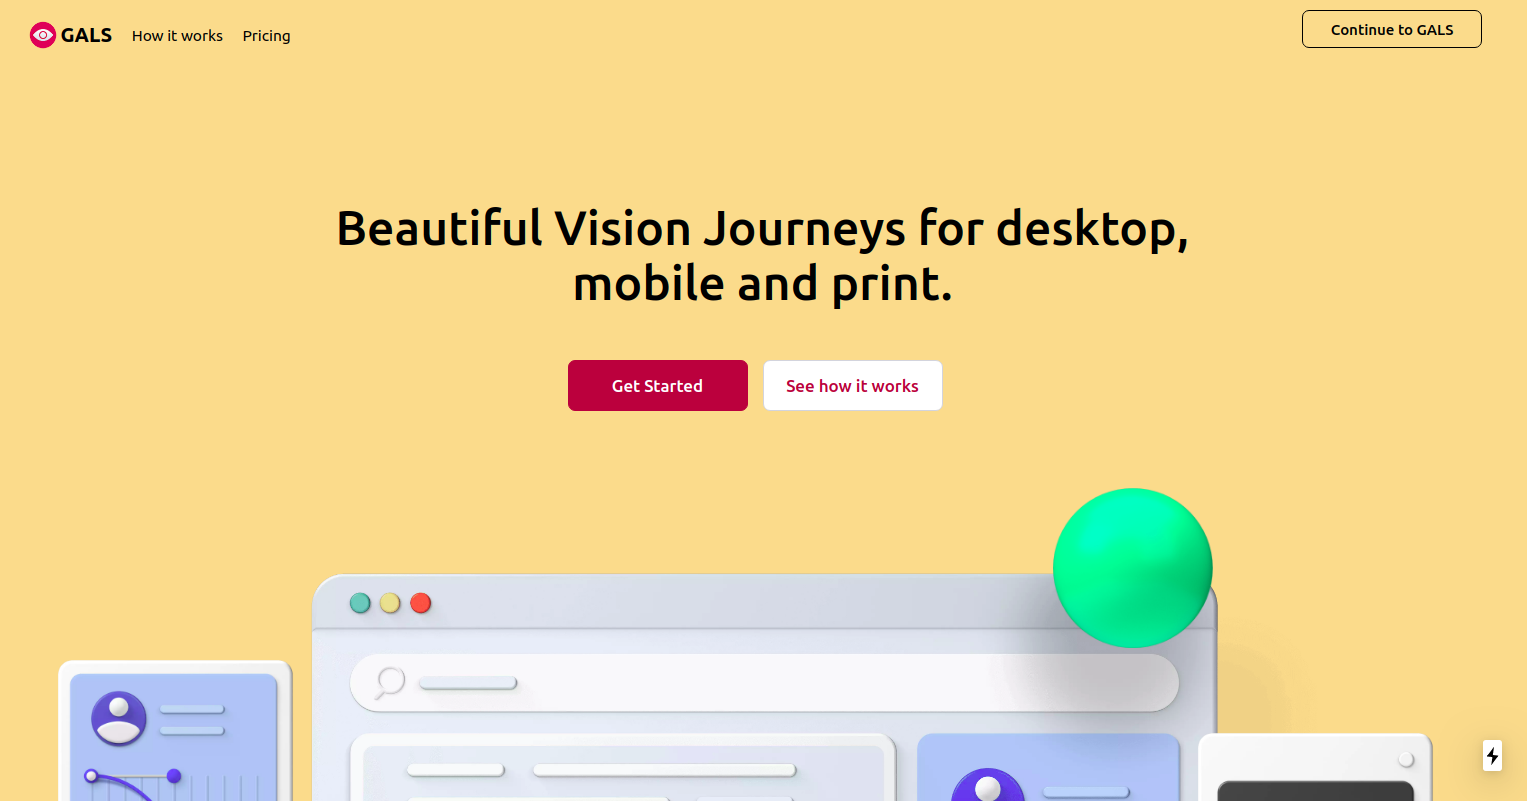 GALS
How it works
Pricing
Continue to GALS
Beautiful Vision Journeys for desktop,
mobile and print.
Get Started
See how it works